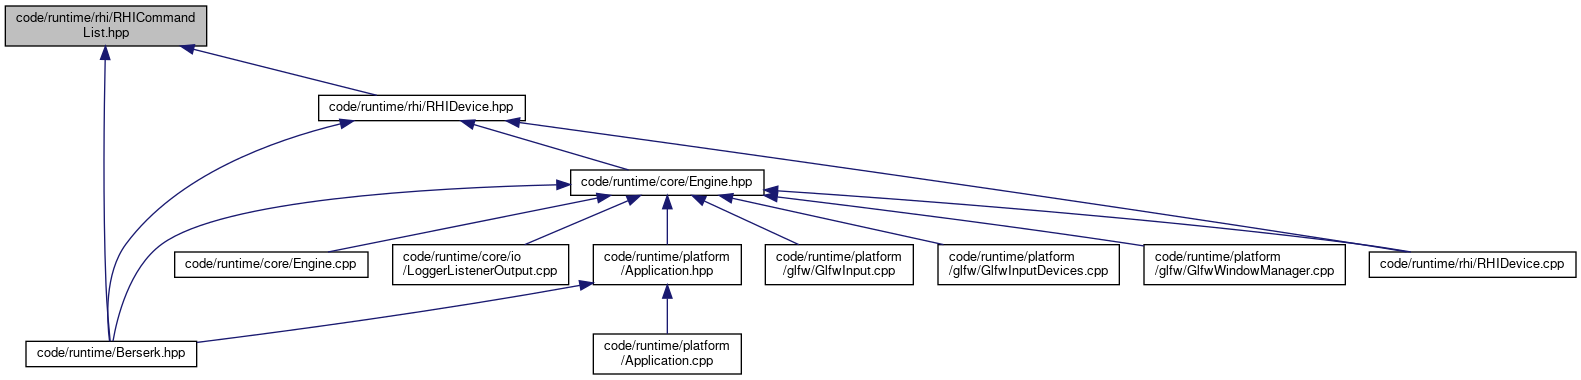 code/runtime/rhi/RHICommand
List.hpp
code/runtime/rhi/RHIDevice.hpp
code/runtime/core/Engine.hpp
code/runtime/core/Engine.cpp
code/runtime/core/io
/LoggerListenerOutput.cpp
code/runtime/platform
/Application.hpp
code/runtime/platform
/glfw/GlfwInput.cpp
code/runtime/platform
/glfw/GlfwInputDevices.cpp
code/runtime/platform
/glfw/GlfwWindowManager.cpp
code/runtime/rhi/RHIDevice.cpp
code/runtime/Berserk.hpp
code/runtime/platform
/Application.cpp